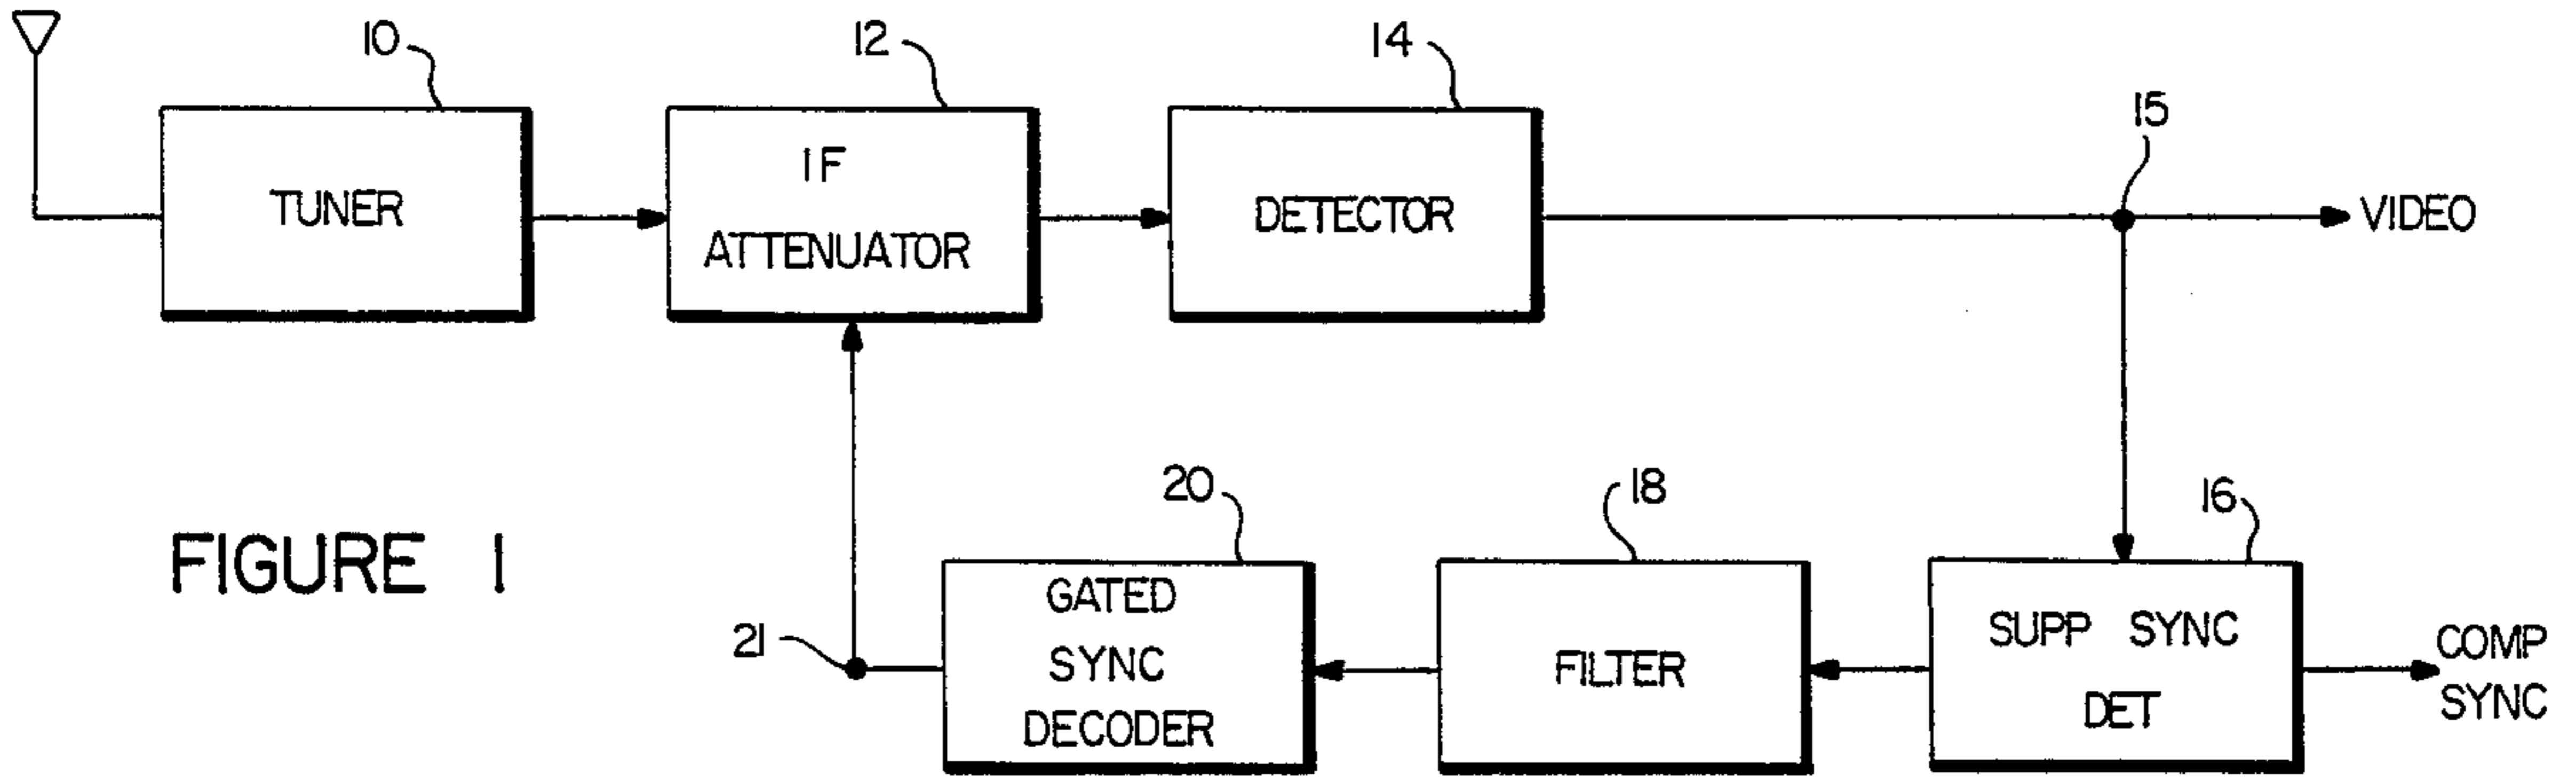 10
12
14
15
TUNER
IF
ATTENUATOR
DETECTOR
VIDEO
20
18
16
FIGURE 1
21
GATED
SYNC
DECODER
FILTER
SUPP SYNC
DET
COMP
SYNC